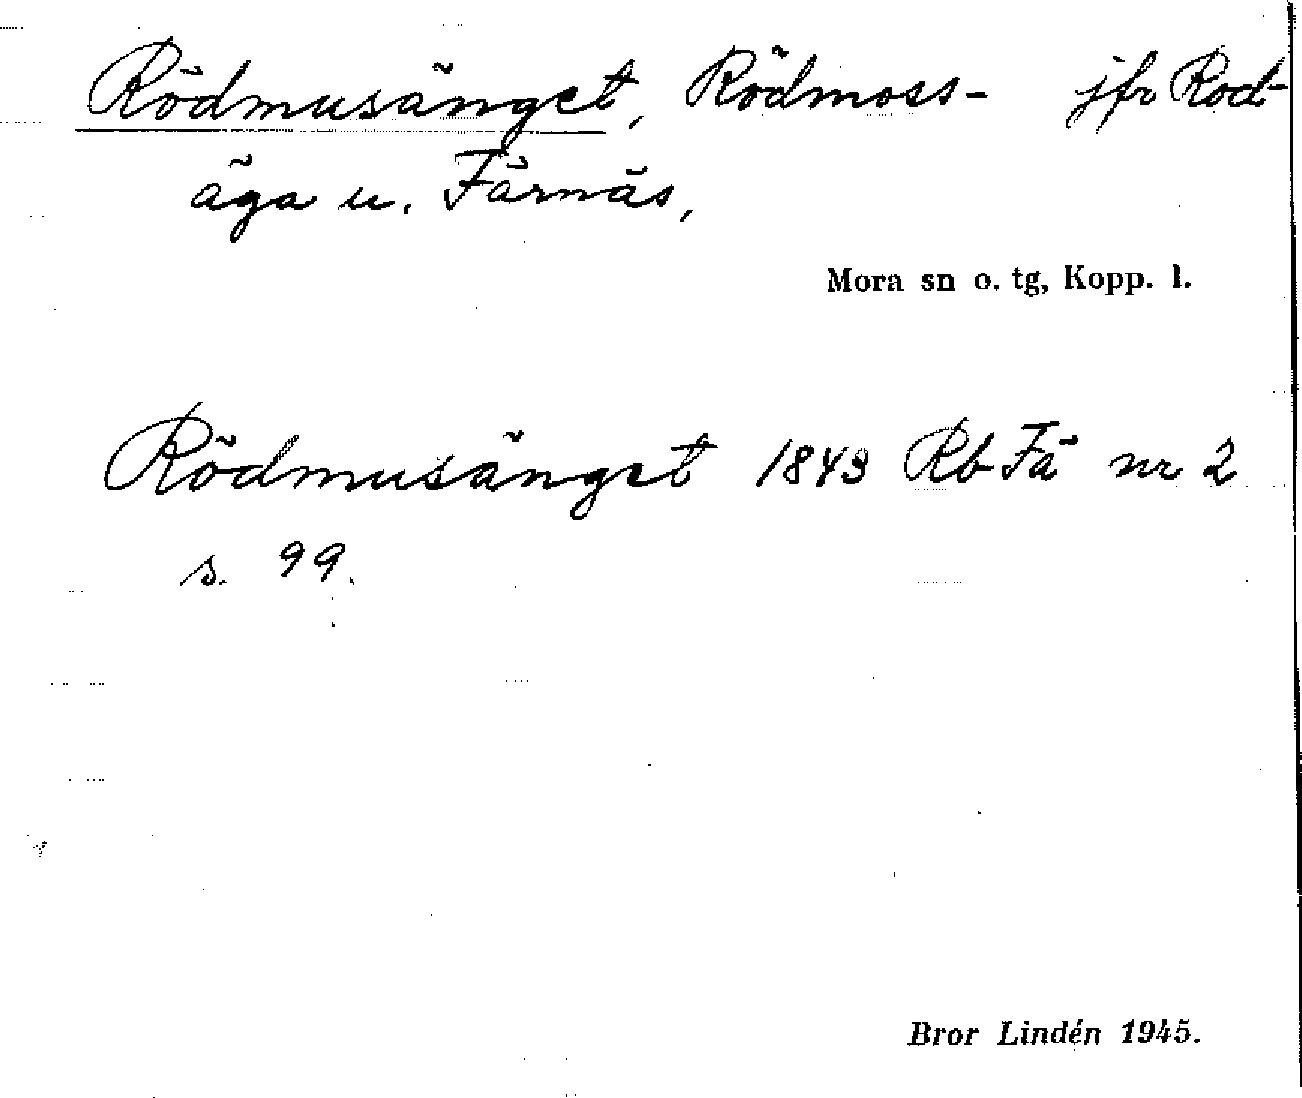 Rödmusänget, Rödmoss- jfr Rod-
äga u. Färnäs,
Mora sn o. tg, Kopp. l.
Rödmusänget 1843 Rb Fä nr 2
s. 99.
Bror Lindén 1945.